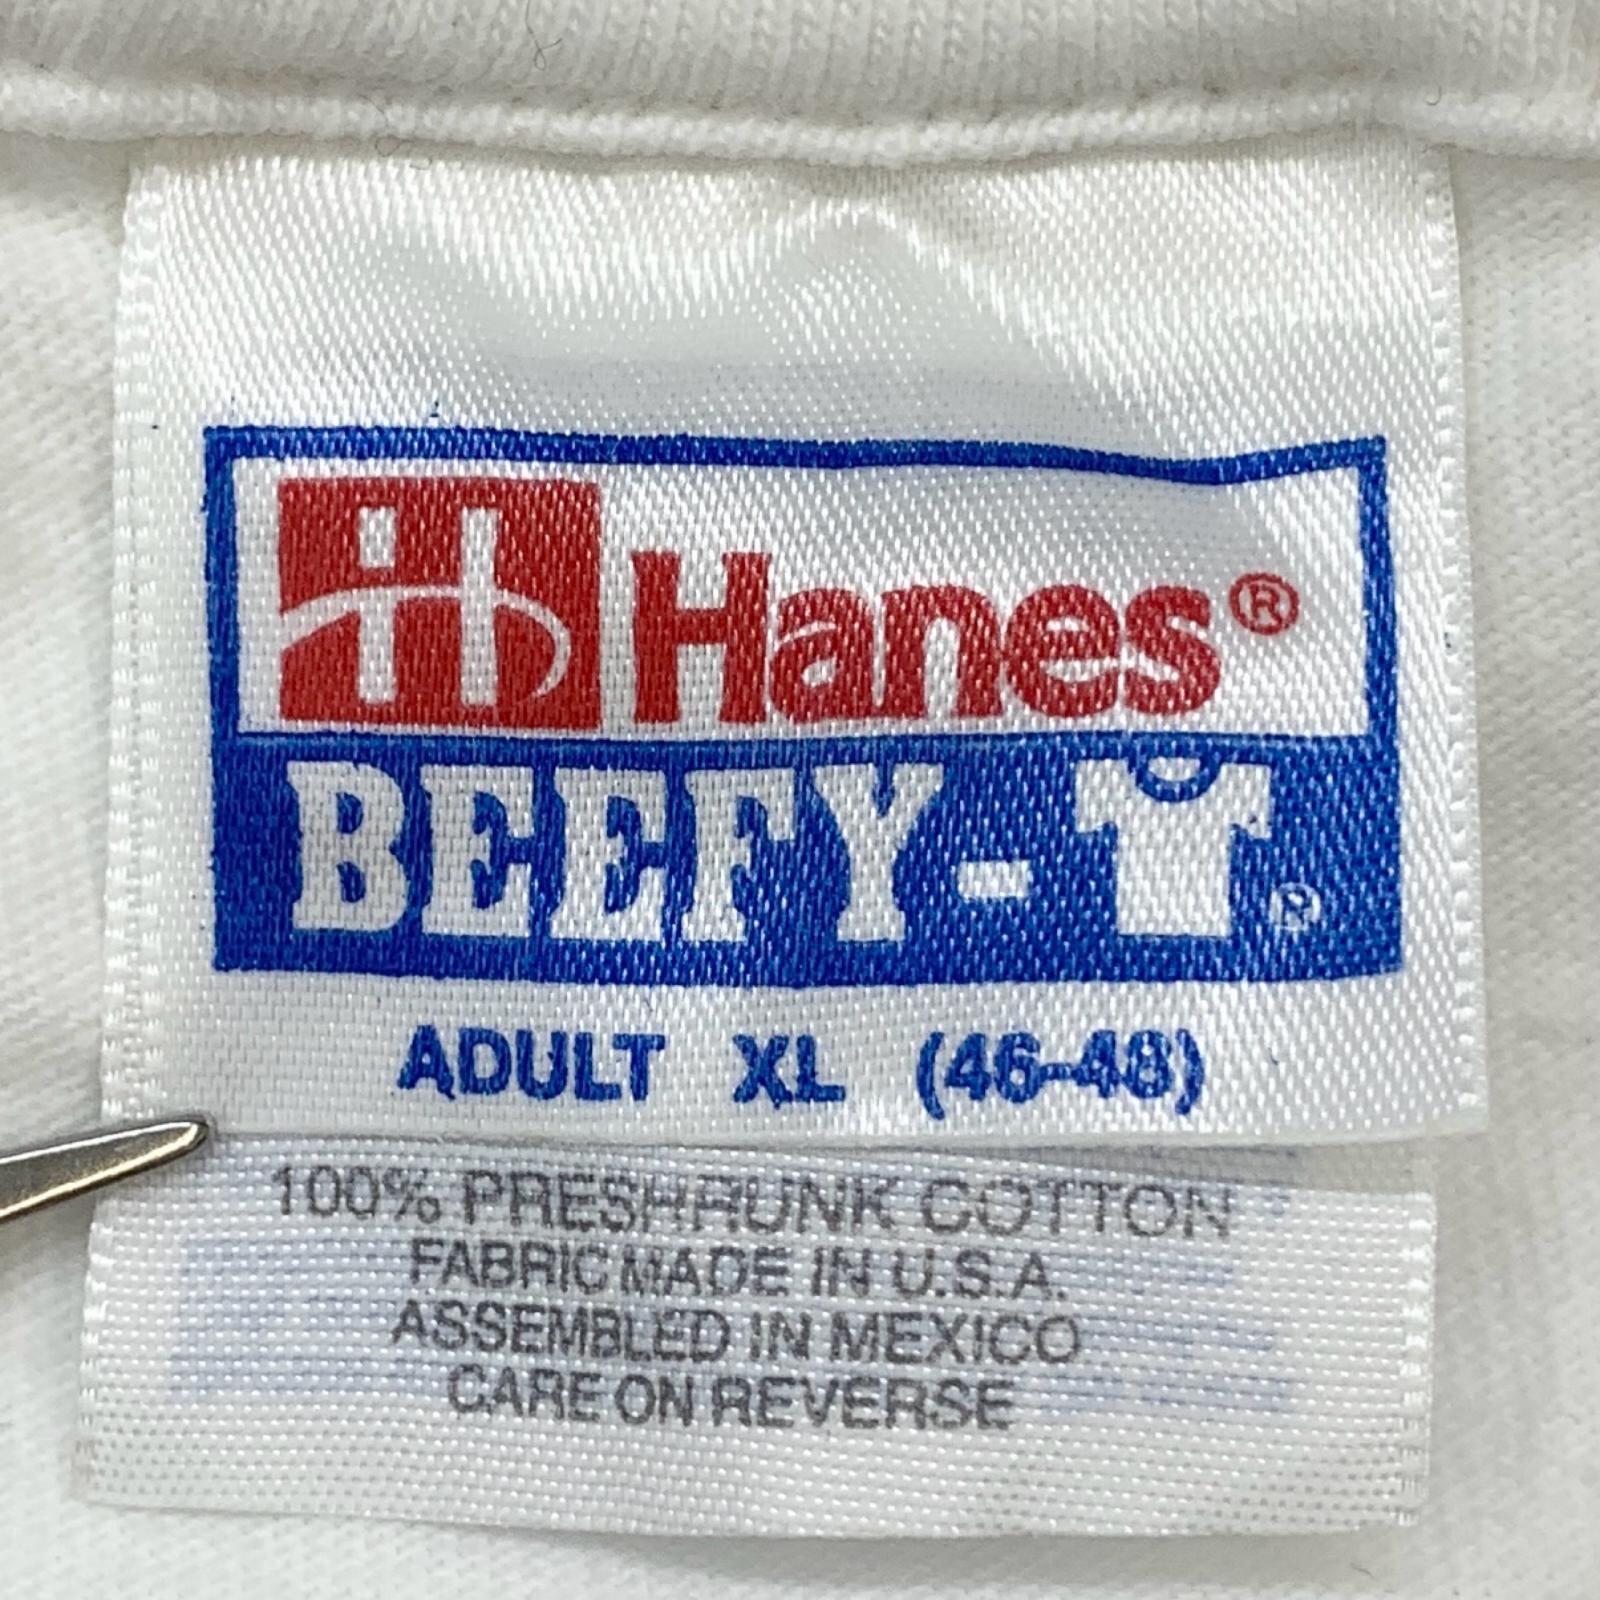 Hanes®
BEEFY-T®
ADULT XL (46-48)
100% PRESHRUNK COTTON
FABRIC MADE IN U.S.A.
ASSEMBLED IN MEXICO
CARE ON REVERSE